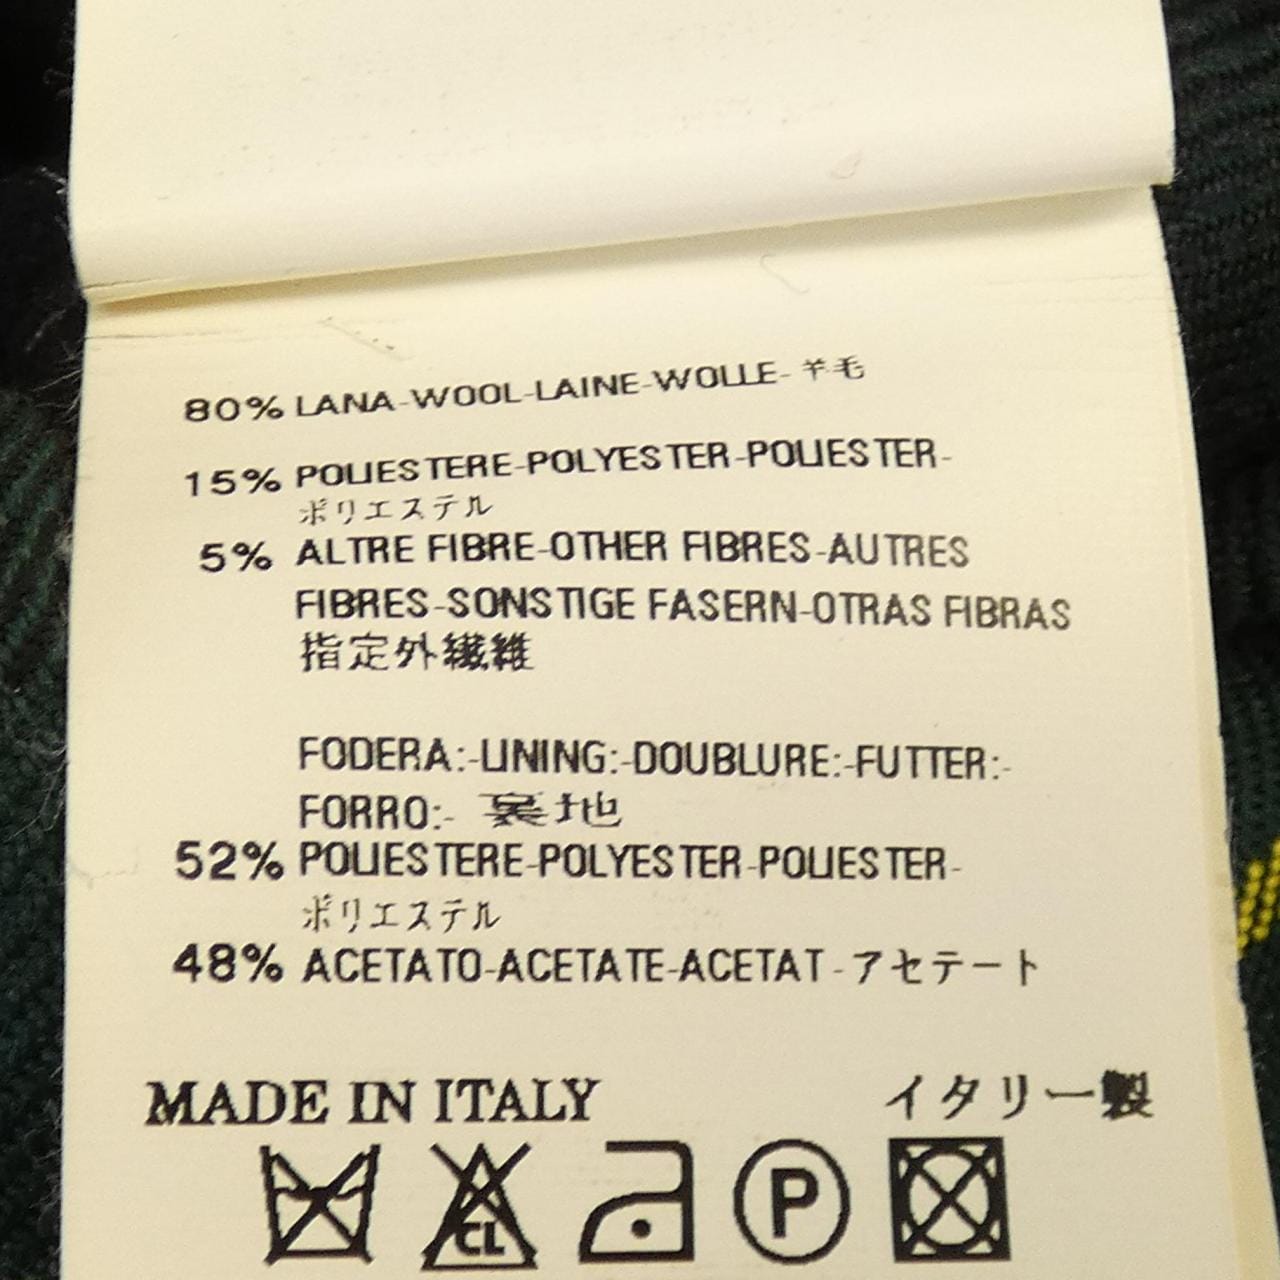 80% LANA-WOOL-LAINE-WOLLE-羊毛
15% POLIESTERE-POLYESTER-POLIESTER-
ポリエステル
5% ALTRE FIBRE-OTHER FIBRES-AUTRES
FIBRES-SONSTIGE FASERN-OTRAS FIBRAS
指定外繊維
FODERA:-LINING:-DOUBLURE:-FUTTER:-
FORRO:- 裏地
52% POLIESTERE-POLYESTER-POLIESTER-
ポリエステル
48% ACETATO-ACETATE-ACETAT-アセテート
MADE IN ITALY イタリー製
CL P